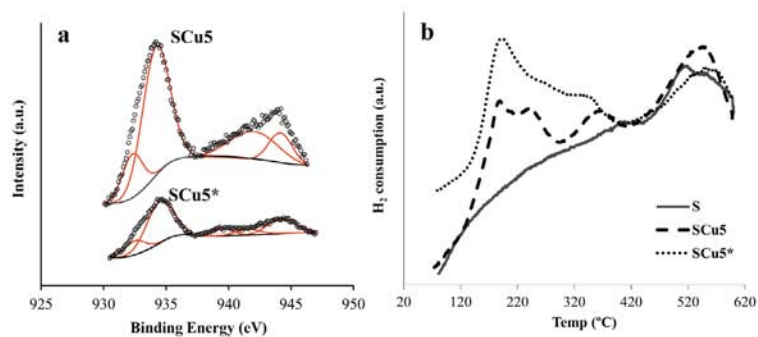 a
SCu5
SCu5*
Intensity (a.u.)
925 930 935 940 945 950
Binding Energy (eV)
b
H₂ consumption (a.u.)
S
SCu5
SCu5*
20 120 220 320 420 520 620
Temp (ºC)